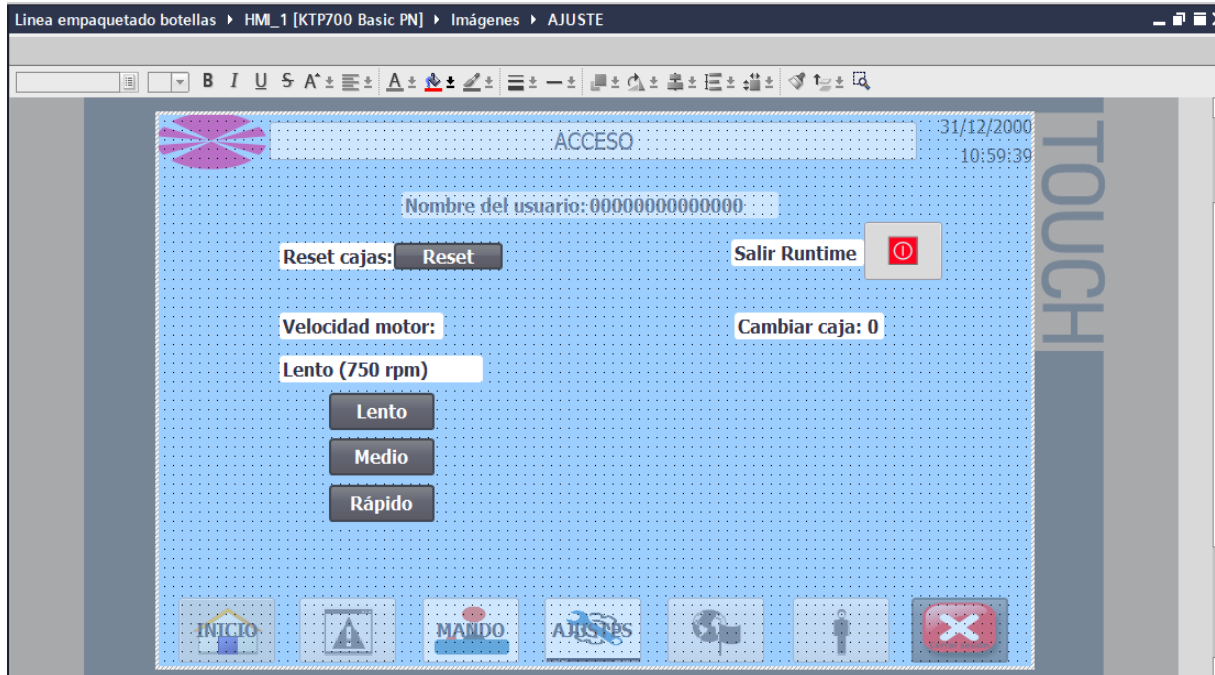 Linea empaquetado botellas ▸ HMI_1 [KTP700 Basic PN] ▸ Imágenes ▸ AJUSTE
B I U S A A
ACCESO
31/12/2000
10:59:39
TOUCH
Nombre del usuario: 00000000000000
Reset cajas: Reset
Salir Runtime
Velocidad motor:
Cambiar caja: 0
Lento (750 rpm)
Lento
Medio
Rápido
INICIO MANDO AJUSTES